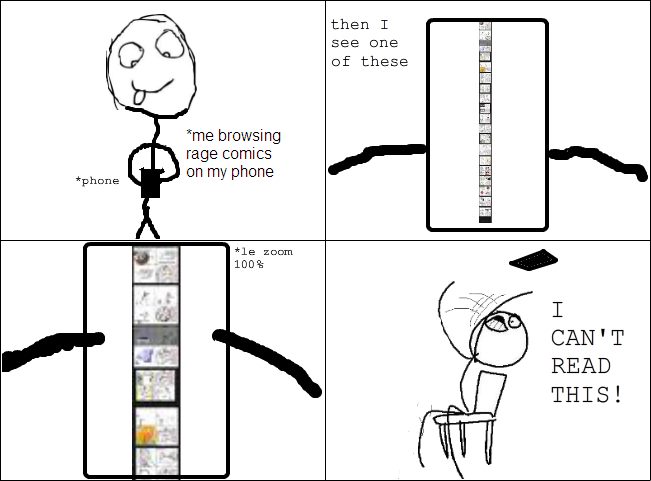 *me browsing
rage comics
on my phone
*phone
then I
see one
of these
*le zoom
100%
I
CAN'T
READ
THIS!